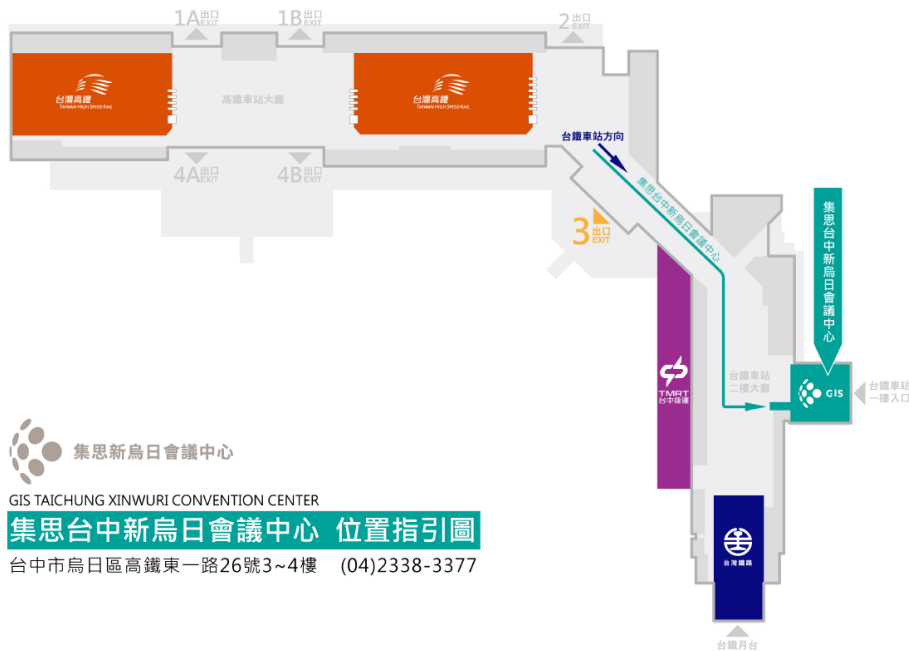 1A出口
EXIT
1B出口
EXIT
2出口
EXIT
台灣高鐵
TAIWAN HIGH SPEED RAIL
高鐵車站大廳
台灣高鐵
TAIWAN HIGH SPEED RAIL
台鐵車站方向
4A出口
EXIT
4B出口
EXIT
集思台中新烏日會議中心
3出口
EXIT
集思台中新烏日會議中心
TMRT
台中捷運
台鐵車站
二樓大廳
GIS
台鐵車站
一樓入口
集思新烏日會議中心
GIS TAICHUNG XINWURI CONVENTION CENTER
集思台中新烏日會議中心 位置指引圖
台中市烏日區高鐵東一路26號3~4樓 (04)2338-3377
台灣鐵路
台鐵月台